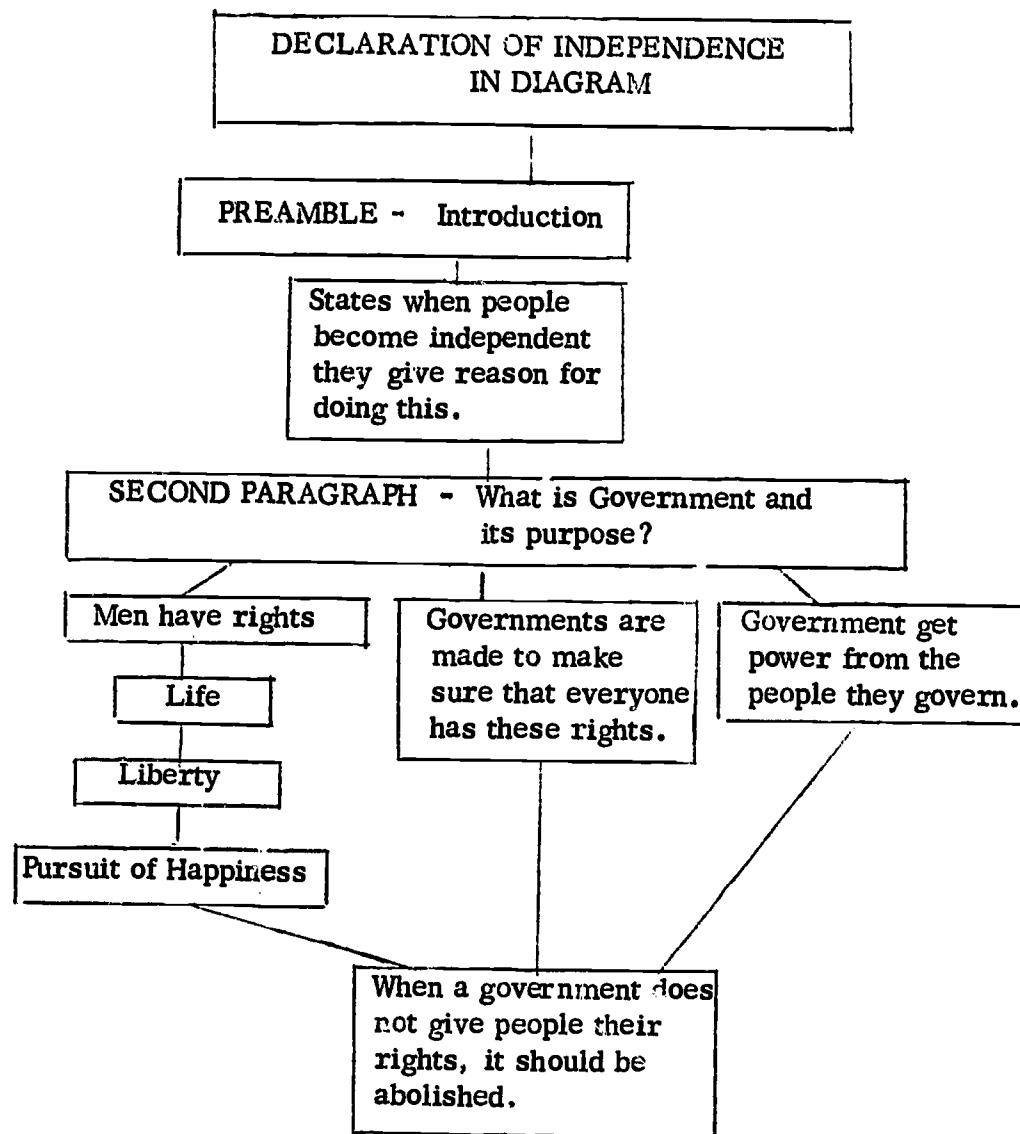 DECLARATION OF INDEPENDENCE
IN DIAGRAM
PREAMBLE - Introduction
States when people
become independent
they give reason for
doing this.
SECOND PARAGRAPH - What is Government and
its purpose?
Men have rights
Life
Liberty
Pursuit of Happiness
Governments are
made to make
sure that everyone
has these rights.
Government get
power from the
people they govern.
When a government does
not give people their
rights, it should be
abolished.